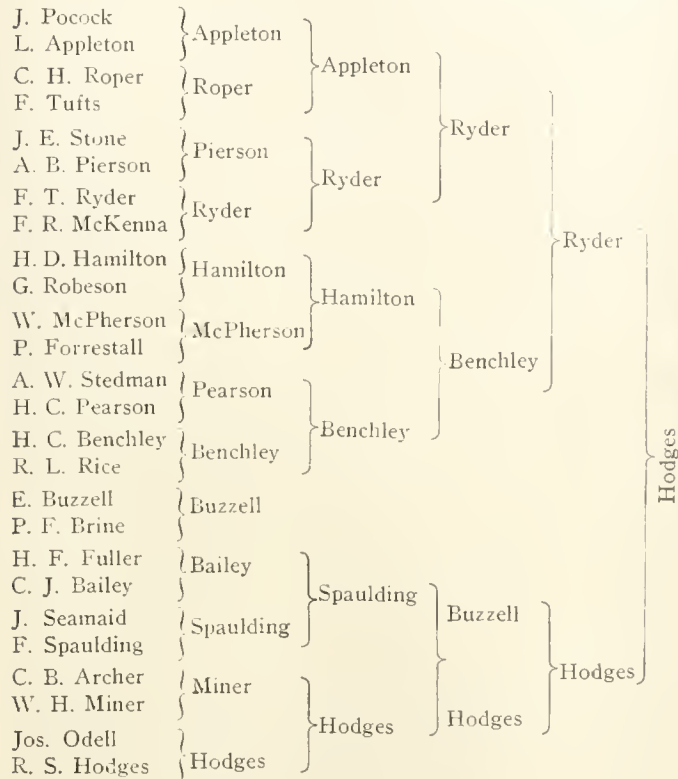 J. Pocock
L. Appleton
C. H. Roper
F. Tufts
J. E. Stone
A. B. Pierson
F. T. Ryder
F. R. McKenna
H. D. Hamilton
G. Robeson
W. McPherson
P. Forrestall
A. W. Stedman
H. C. Pearson
H. C. Benchley
R. L. Rice
E. Buzzell
P. F. Brine
H. F. Fuller
C. J. Bailey
J. Seamaid
F. Spaulding
C. B. Archer
W. H. Miner
Jos. Odell
R. S. Hodges
Appleton
Roper
Pierson
Ryder
Hamilton
McPherson
Pearson
Benchley
Buzzell
Bailey
Spaulding
Miner
Hodges
Appleton
Ryder
Hamilton
Benchley
Spaulding
Hodges
Ryder
Benchley
Buzzell
Hodges
Ryder
Hodges
Hodges